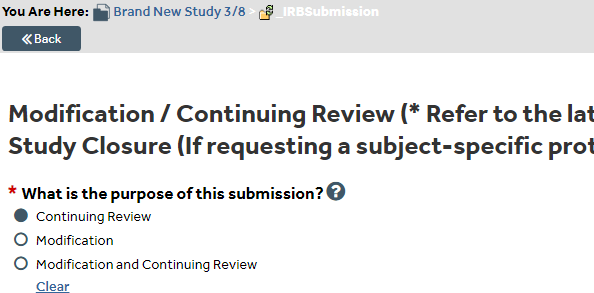 You Are Here: Brand New Study 3/8 > _IRBSubmission
Back
Modification / Continuing Review (* Refer to the lat
Study Closure (If requesting a subject-specific prot
* What is the purpose of this submission? ?
Continuing Review
Modification
Modification and Continuing Review
Clear